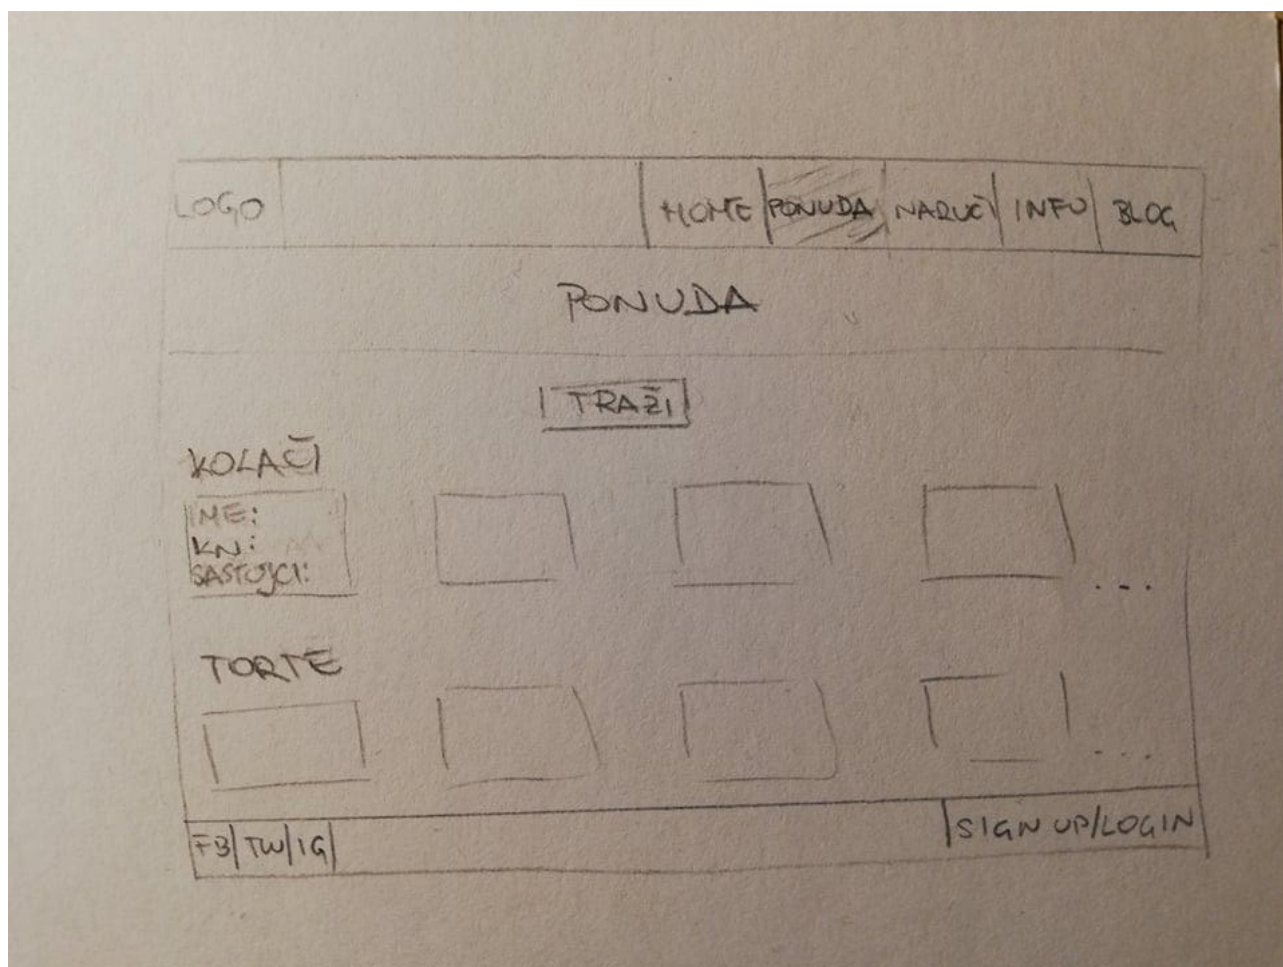 LOGO HOME PONUDA NARUČI INFO BLOG
PONUDA
TRAŽI
KOLAČI
IME:
KN:
SASTOJCI:
...
TORTE
...
FB TW IG SIGN UP/LOGIN